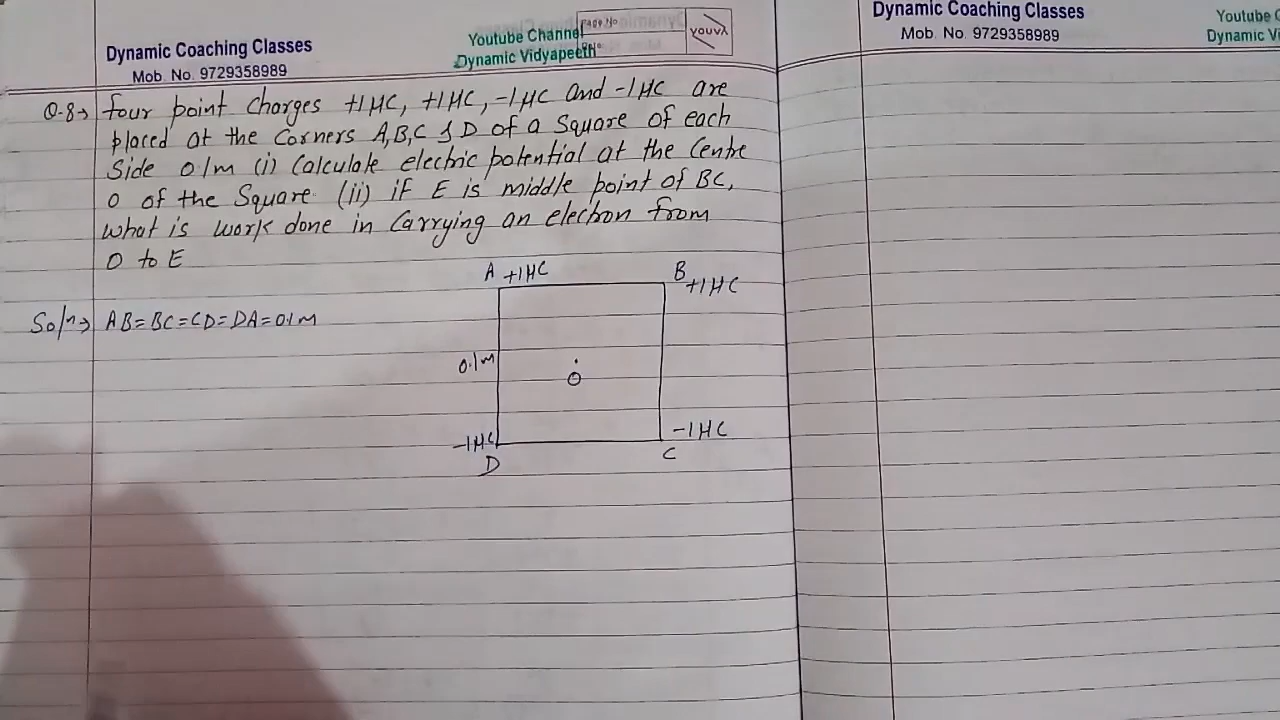 Dynamic Coaching Classes
Mob. No. 9729358989
Youtube Channel
Dynamic Vidyapeeth
Page No
youvA
Dynamic Coaching Classes
Mob. No. 9729358989
Youtube C
Dynamic Vi
Q.8→ four point charges +1μC, +1μC, -1μC and -1μC are
placed at the Corners A,B,C & D of a Square of each
Side 0.1m (i) Calculate electric potential at the Centre
O of the Square (ii) if E is middle point of BC,
what is work done in Carrying an electron from
O to E
Soln→ AB=BC=CD=DA=0.1M
A +1μC
B +1μC
0.1m
O
-1μC
D
-1μC
C